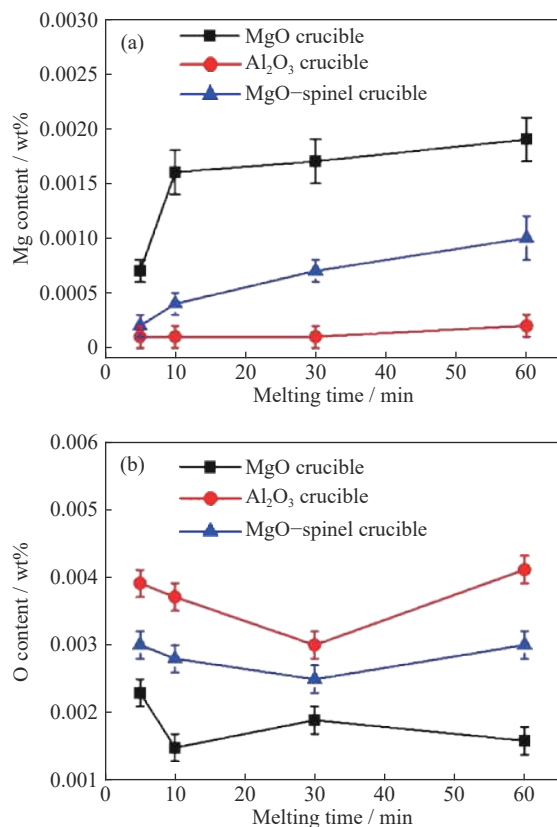 0.0030
(a)
MgO crucible
Al₂O₃ crucible
MgO−spinel crucible
0.0025
0.0020
0.0015
0.0010
0.0005
0
Mg content / wt%
0 10 20 30 40 50 60
Melting time / min
0.006
(b)
MgO crucible
Al₂O₃ crucible
MgO−spinel crucible
0.005
0.004
0.003
0.002
0.001
O content / wt%
0 10 20 30 40 50 60
Melting time / min